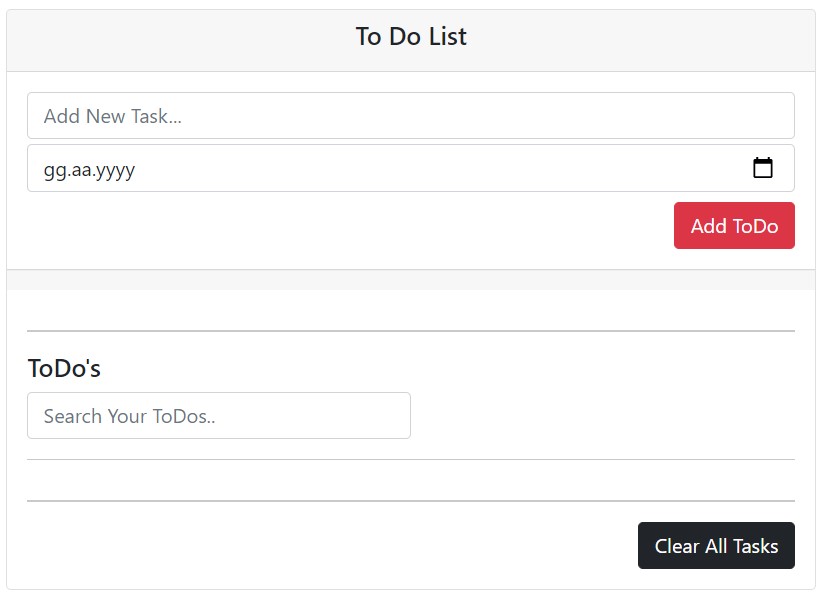 To Do List
Add New Task...
gg.aa.yyyy
Add ToDo
ToDo's
Search Your ToDos..
Clear All Tasks